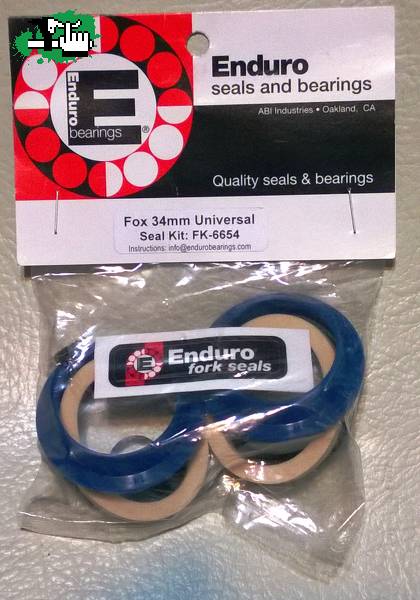 Enduro
seals and bearings
ABI Industries • Oakland, CA
E
Enduro
bearings®
Quality seals & bearings
Fox 34mm Universal
Seal Kit: FK-6654
Instructions: info@endurobearings.com
E
Enduro
fork seals